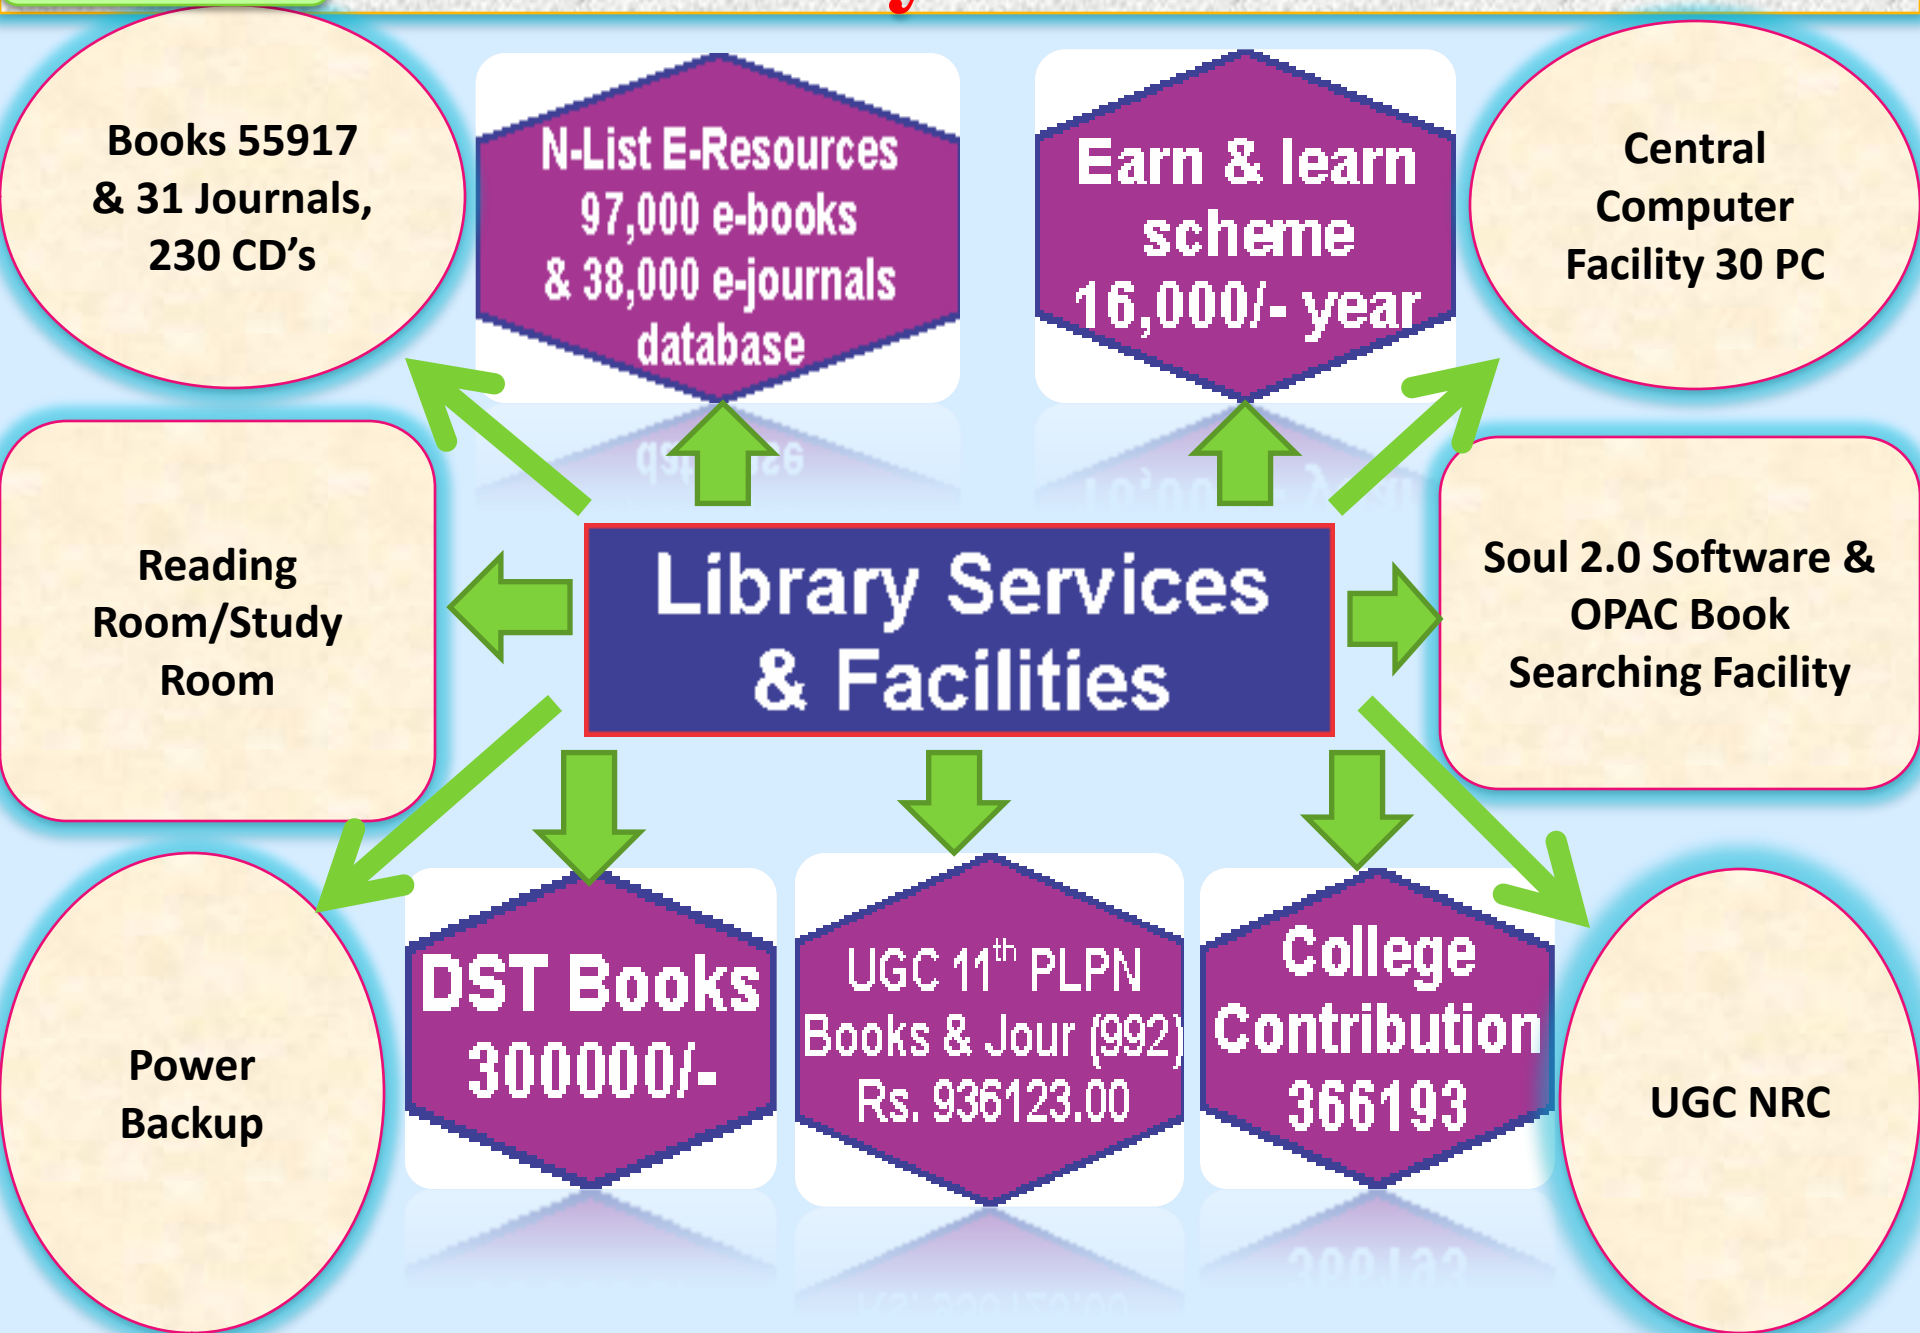 Books 55917
& 31 Journals,
230 CD’s
N-List E-Resources
97,000 e-books
& 38,000 e-journals
database
Earn & learn
scheme
16,000/- year
Central
Computer
Facility 30 PC
Reading
Room/Study
Room
Library Services
& Facilities
Soul 2.0 Software &
OPAC Book
Searching Facility
Power
Backup
DST Books
300000/-
UGC 11th PLPN
Books & Jour (992)
Rs. 936123.00
College
Contribution
366193
UGC NRC